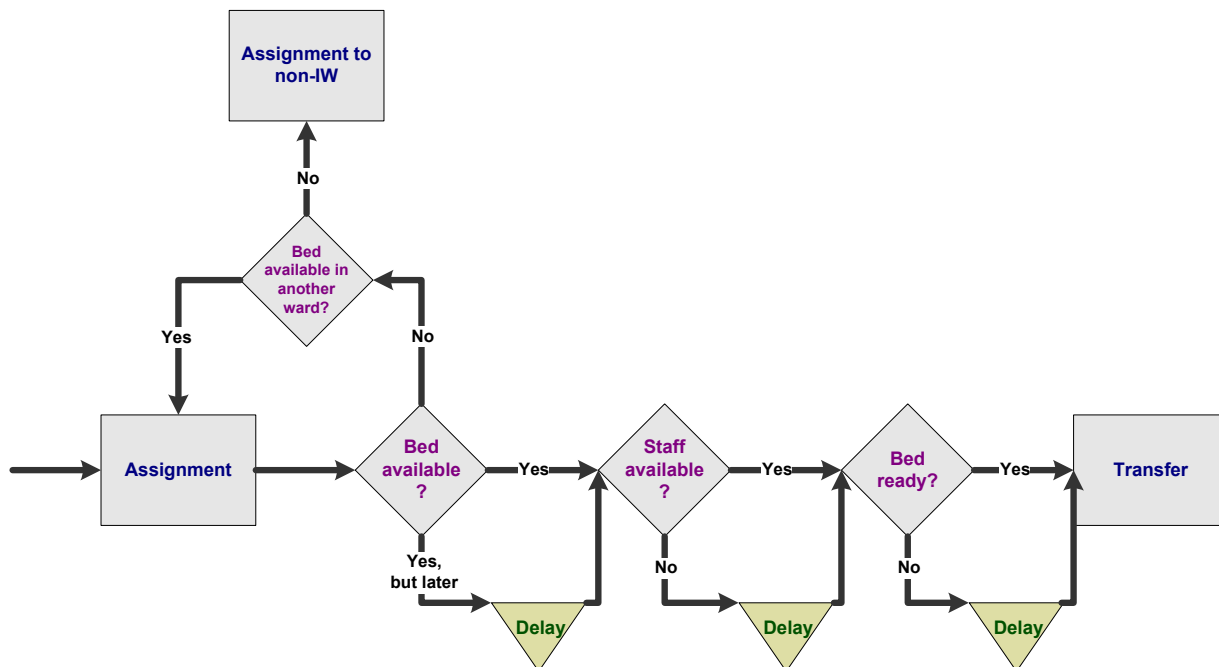 Assignment to
non-IW
No
Bed
available in
another
ward?
Yes
No
Assignment
Bed
available
?
Yes
Staff
available
?
Yes
Bed
ready?
Yes
Transfer
Yes,
but later
No
No
Delay
Delay
Delay